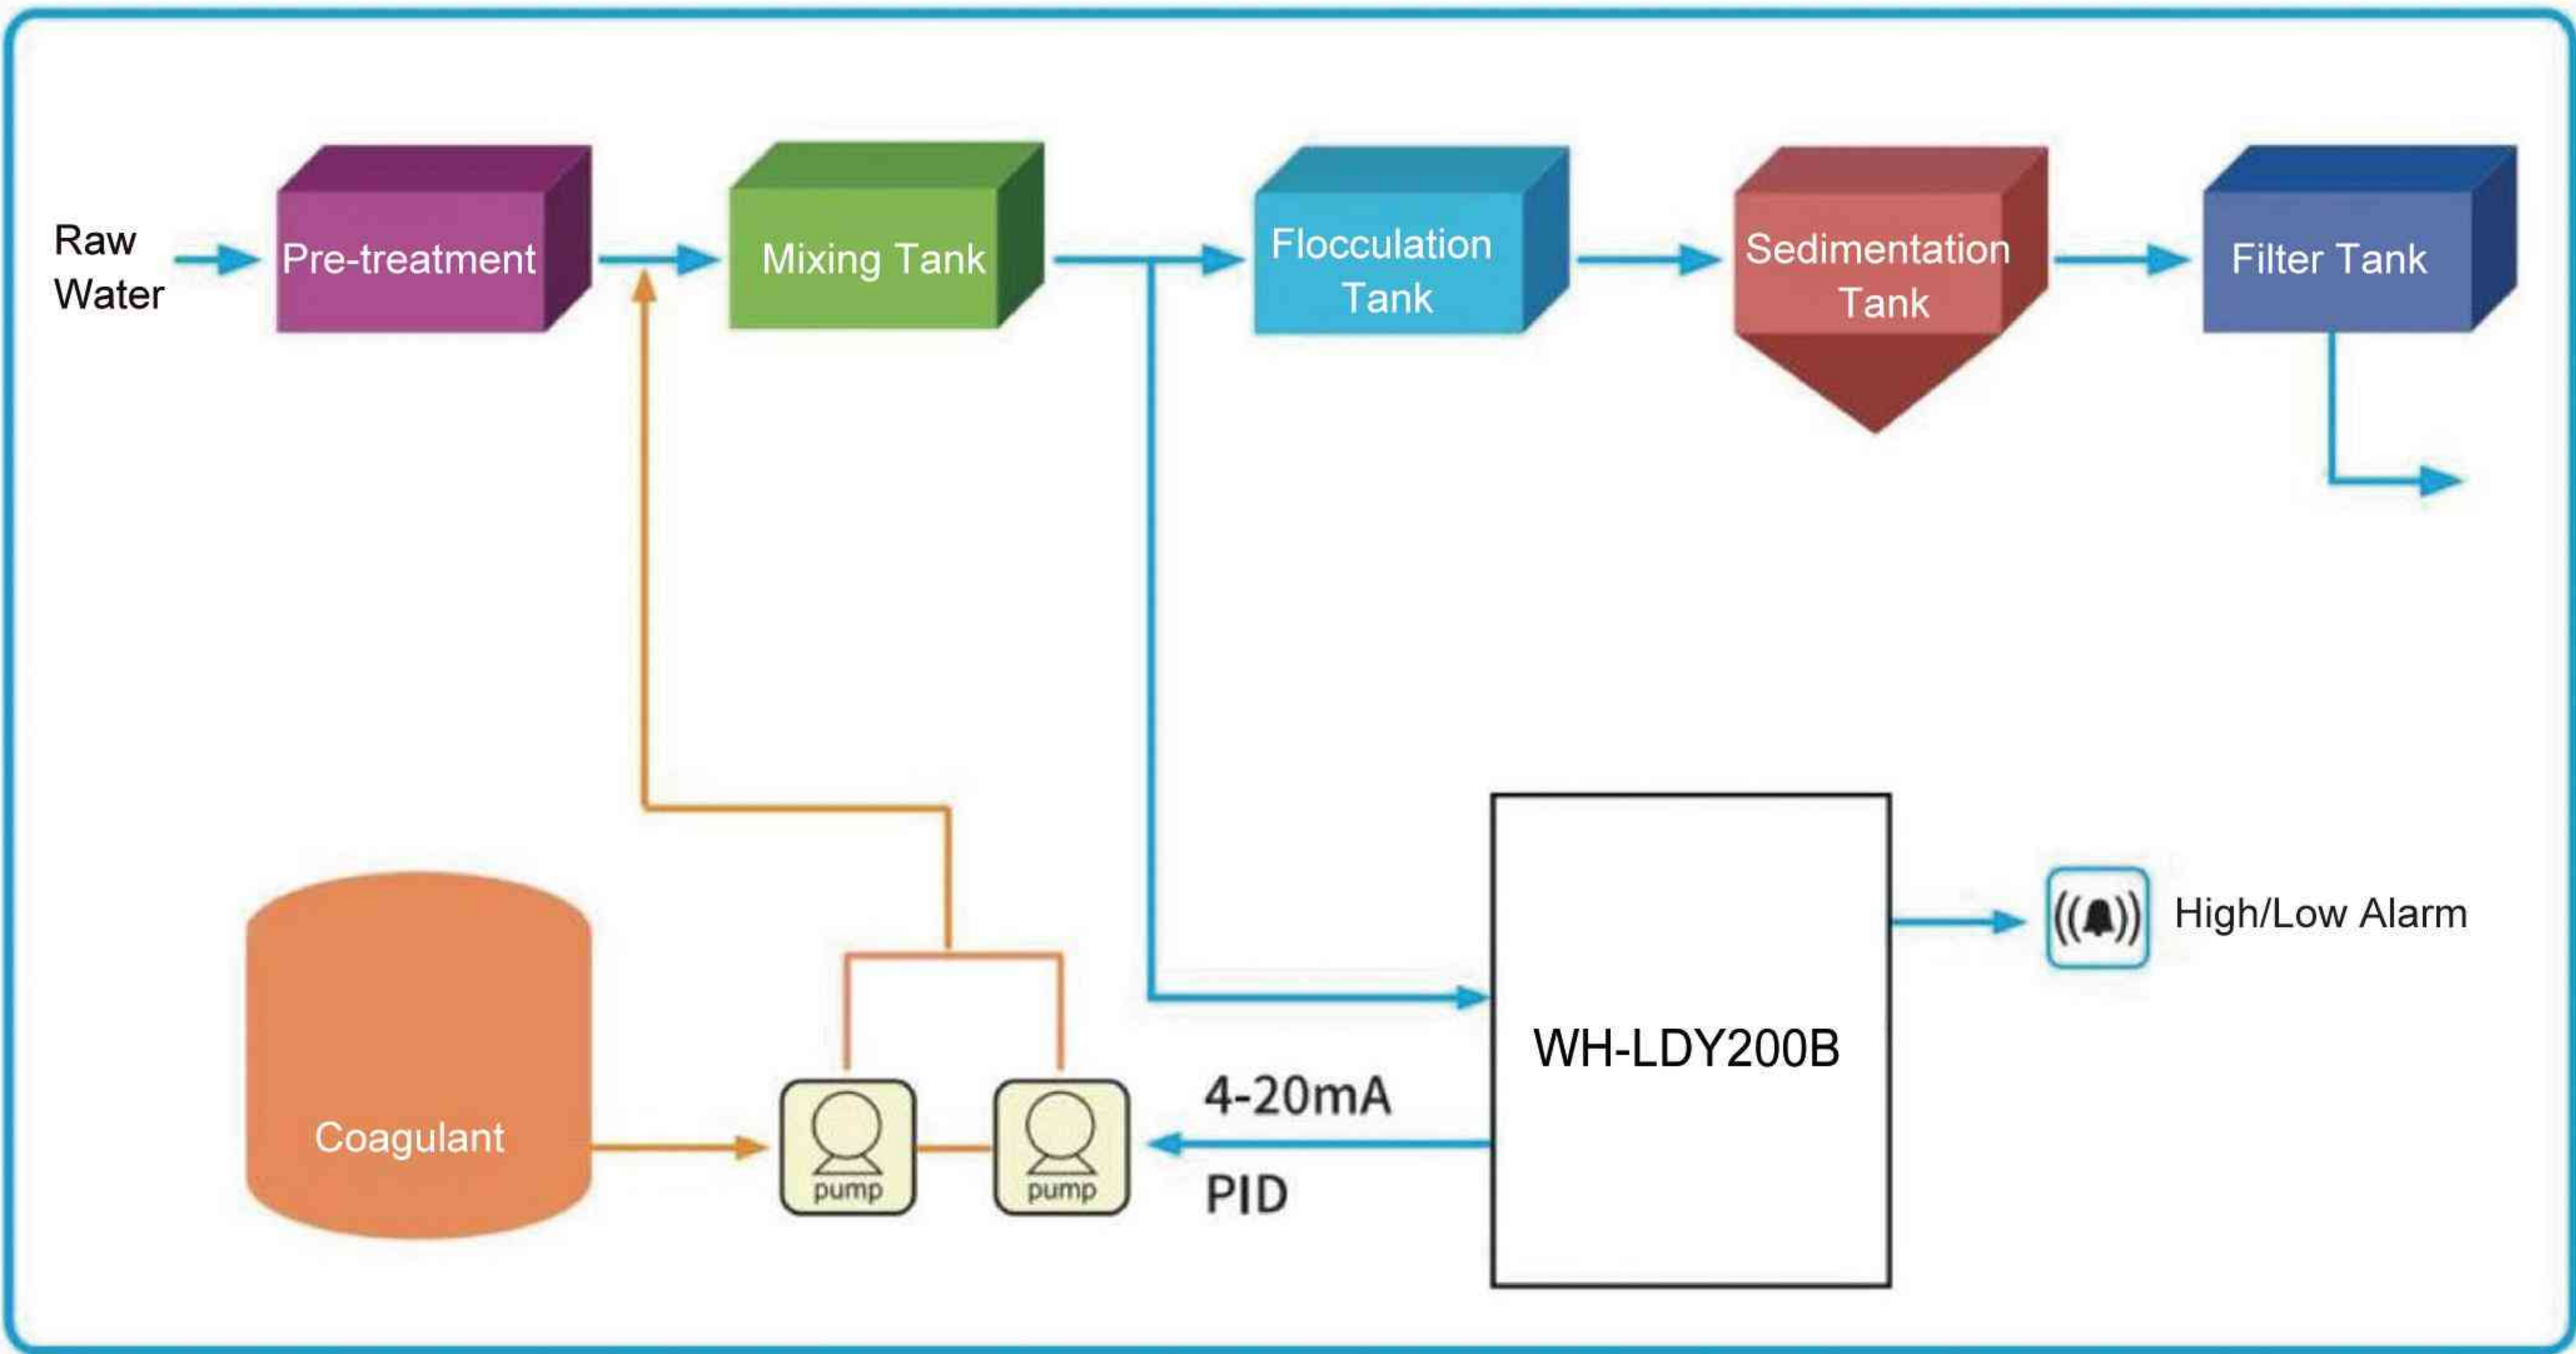 Raw
Water
Pre-treatment
Mixing Tank
Flocculation
Tank
Sedimentation
Tank
Filter Tank
Coagulant
pump
pump
4-20mA
PID
WH-LDY200B
High/Low Alarm